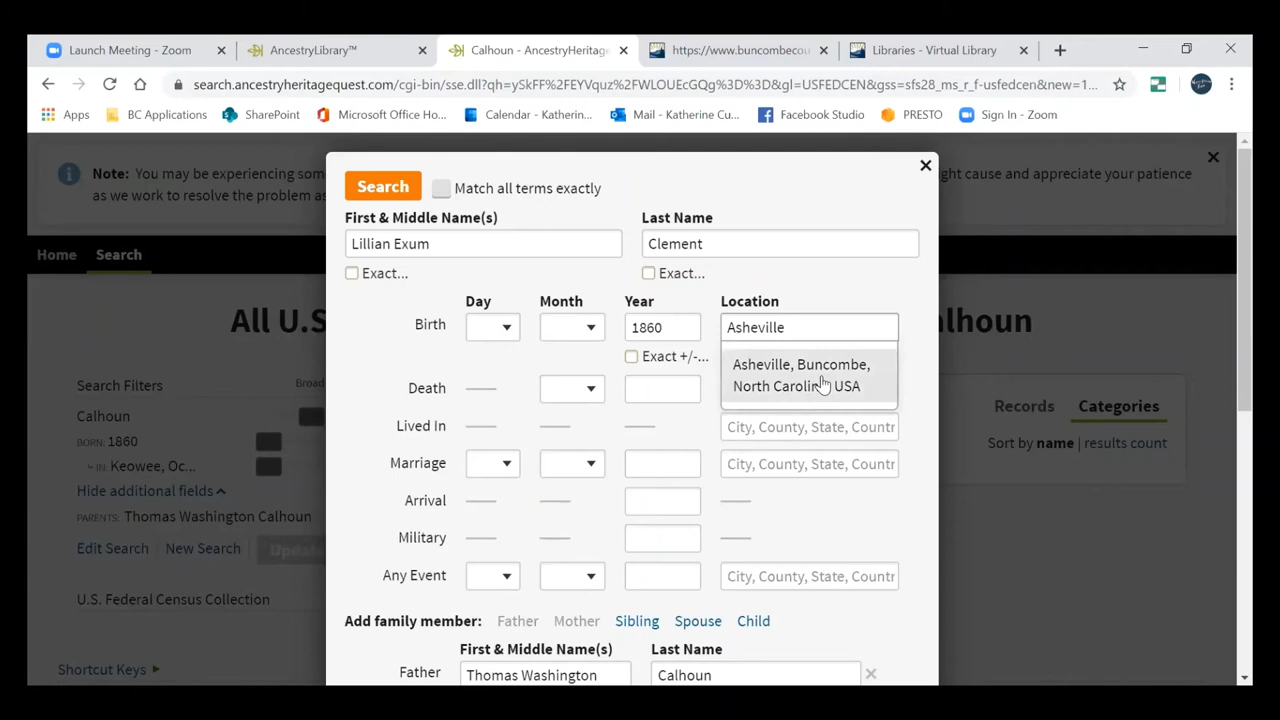 Launch Meeting - Zoom
AncestryLibrary™
Calhoun - AncestryHeritage
https://www.buncombecou
Libraries - Virtual Library
search.ancestryheritagequest.com/cgi-bin/sse.dll?qh=ySkFF%2FEYVquz%2FWLOUEcGQg%3D%3D&gl=USFEDCEN&gss=sfs28_ms_r_f-usfedcen&new=1...
Apps
BC Applications
SharePoint
Microsoft Office Ho...
Calendar - Katherin...
Mail - Katherine Cu...
Facebook Studio
PRESTO
Sign In - Zoom
Note: You may be experiencing som
ght cause and appreciate your patience
as we work to resolve the problem as
Home Search
All U.S
alhoun
Search Filters Broad
Calhoun
BORN: 1860
IN: Keowee, Oc...
Hide additional fields
PARENTS: Thomas Washington Calhoun
Edit Search New Search Update
U.S. Federal Census Collection
Shortcut Keys
Records Categories
Sort by name | results count
Search Match all terms exactly
First & Middle Name(s) Last Name
Lillian Exum Clement
Exact... Exact...
Day Month Year Location
Birth 1860 Asheville
Exact +/-...
Asheville, Buncombe,
North Carolina, USA
Death
Lived In City, County, State, Countr
Marriage City, County, State, Countr
Arrival
Military
Any Event City, County, State, Countr
Add family member: Father Mother Sibling Spouse Child
First & Middle Name(s) Last Name
Father Thomas Washington Calhoun